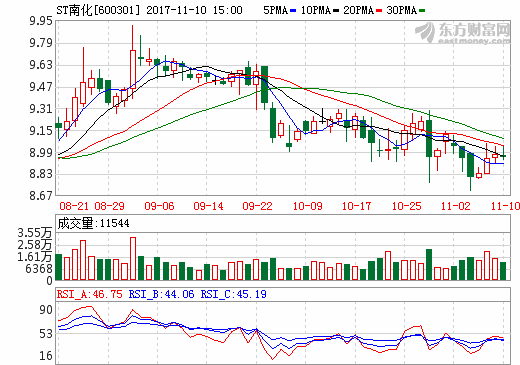 ST南化[600301] 2017-11-10 15:00 5PMA 10PMA 20PMA 30PMA
东方财富网
eastmoney.com
9.95
9.79
9.63
9.47
9.31
9.15
8.99
8.83
8.67
08-21 08-29 09-06 09-14 09-22 10-09 10-17 10-25 11-02 11-10
成交量:11544
3.55万
2.58万
1.61万
6368
0
RSI_A:46.75 RSI_B:44.06 RSI_C:45.19
90
53
16